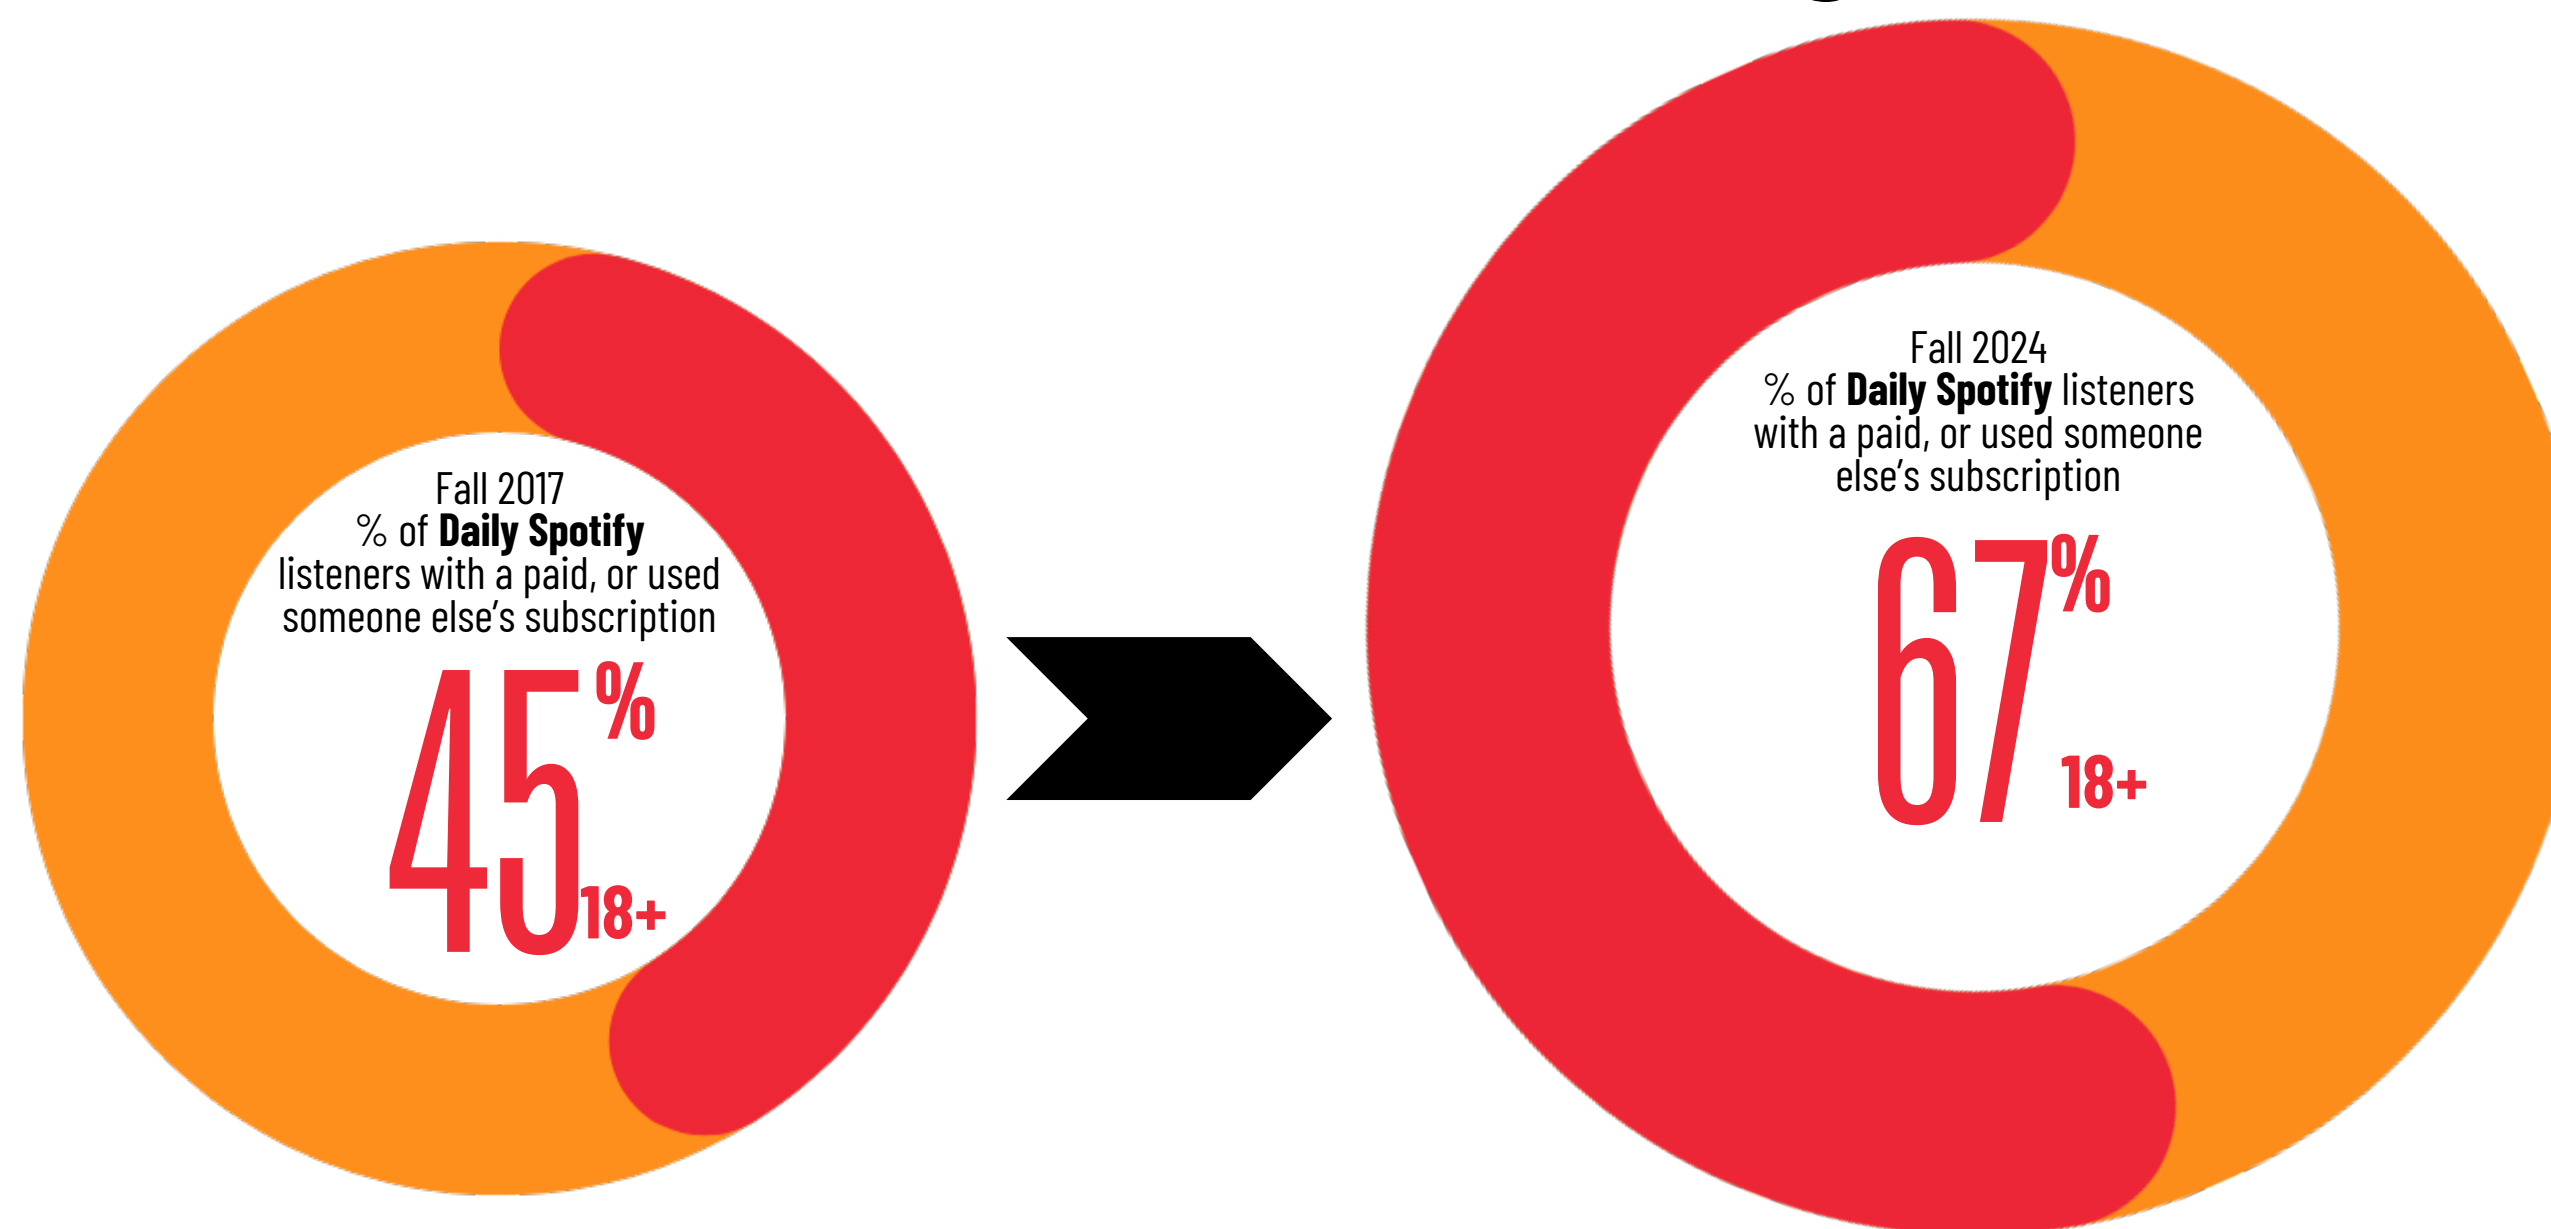 Fall 2017
% of Daily Spotify
listeners with a paid, or used
someone else's subscription
45%
18+
Fall 2024
% of Daily Spotify listeners
with a paid, or used someone
else's subscription
67%
18+